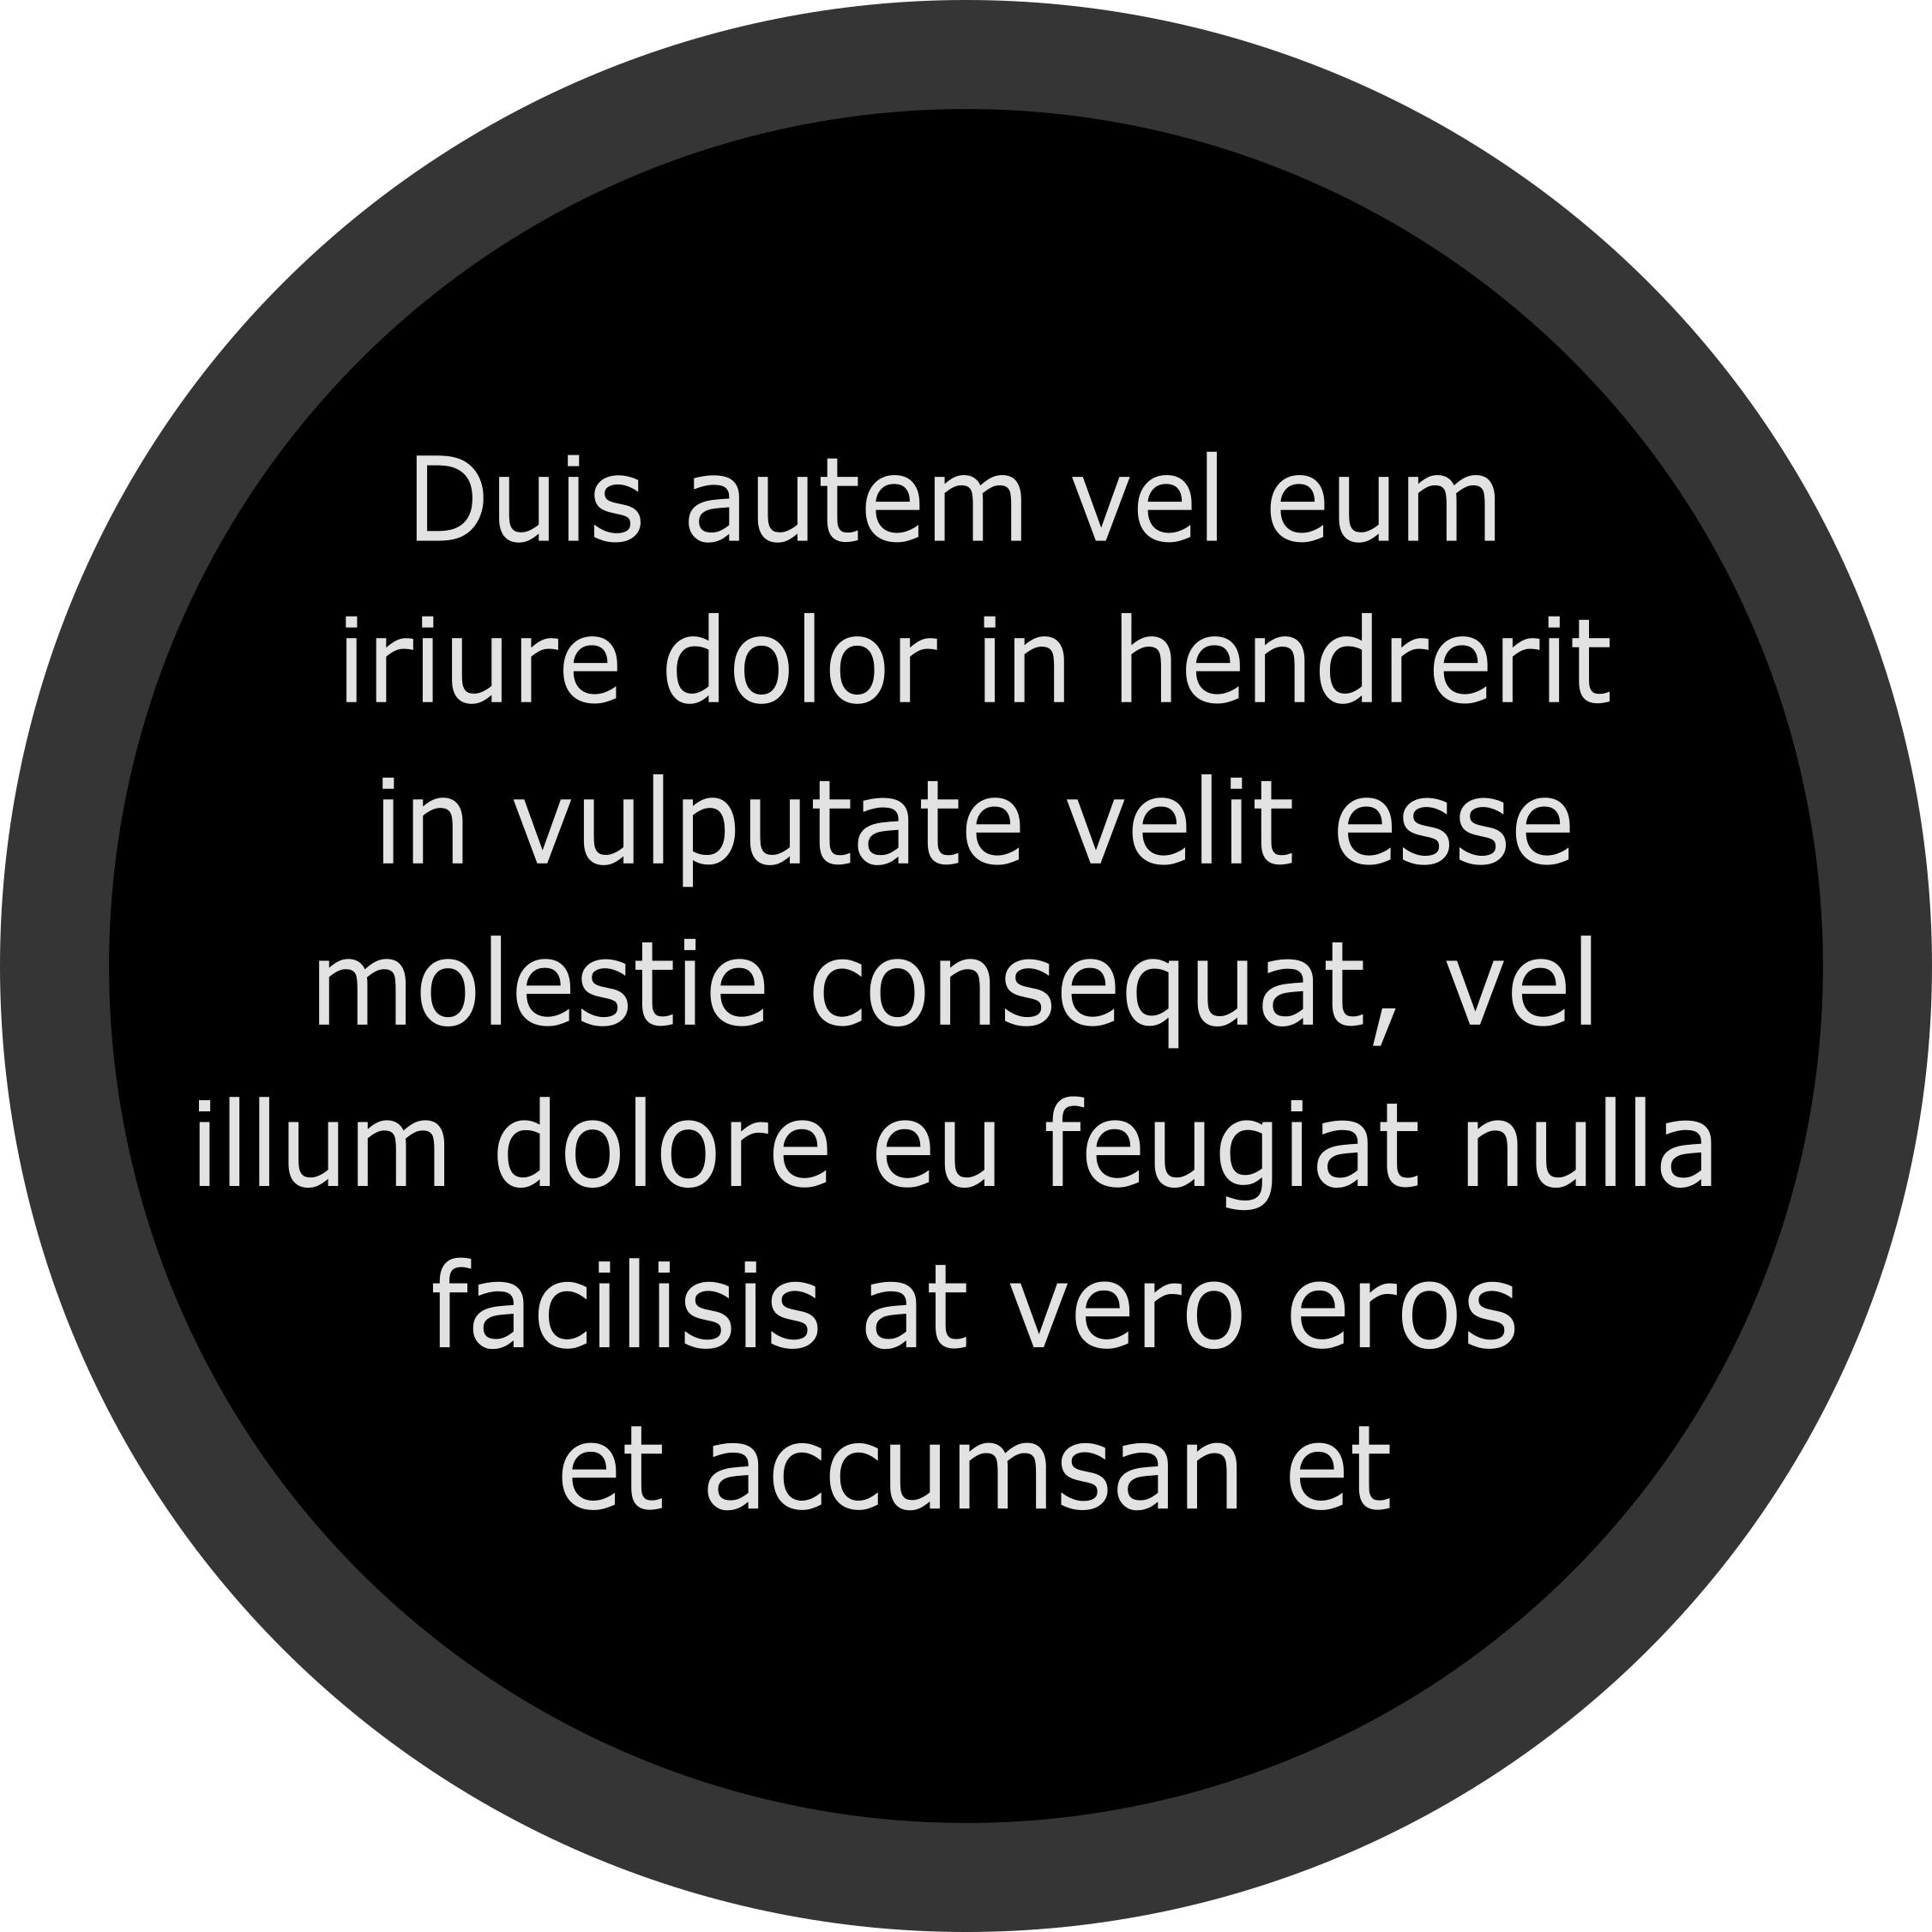 Duis autem vel eum
iriure dolor in hendrerit
in vulputate velit esse
molestie consequat, vel
illum dolore eu feugiat nulla
facilisis at vero eros
et accumsan et